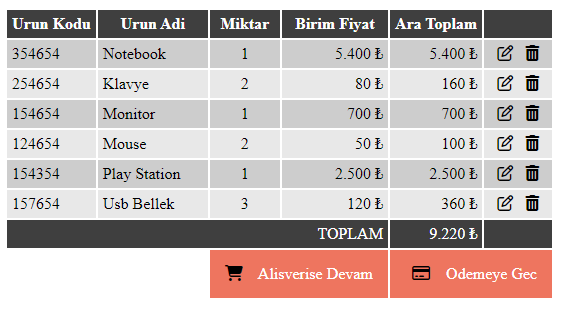 Urun Kodu Urun Adi Miktar Birim Fiyat Ara Toplam
354654 Notebook 1 5.400 ₺ 5.400 ₺
254654 Klavye 2 80 ₺ 160 ₺
154654 Monitor 1 700 ₺ 700 ₺
124654 Mouse 2 50 ₺ 100 ₺
154354 Play Station 1 2.500 ₺ 2.500 ₺
157654 Usb Bellek 3 120 ₺ 360 ₺
TOPLAM 9.220 ₺
Alisverise Devam Odemeye Gec